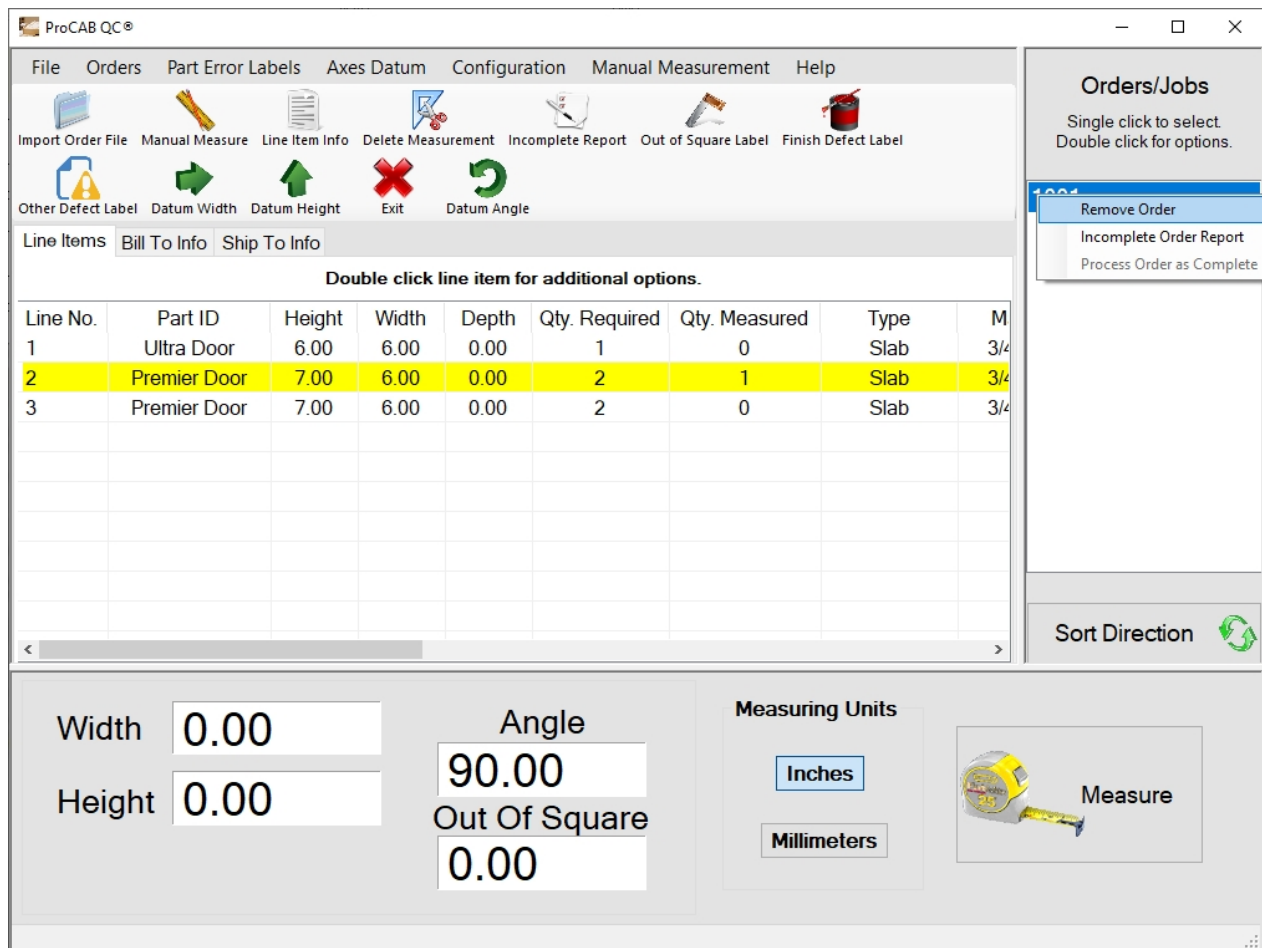 ProCAB QC®
File Orders Part Error Labels Axes Datum Configuration Manual Measurement Help
Import Order File Manual Measure Line Item Info Delete Measurement Incomplete Report Out of Square Label Finish Defect Label
Other Defect Label Datum Width Datum Height Exit Datum Angle
Line Items Bill To Info Ship To Info
Double click line item for additional options.
Line No. Part ID Height Width Depth Qty. Required Qty. Measured Type
1 Ultra Door 6.00 6.00 0.00 1 0 Slab 3/4
2 Premier Door 7.00 6.00 0.00 2 1 Slab 3/4
3 Premier Door 7.00 6.00 0.00 2 0 Slab 3/4
Orders/Jobs
Single click to select.
Double click for options.
Remove Order
Incomplete Order Report
Process Order as Complete
Sort Direction
Width 0.00
Height 0.00
Angle
90.00
Out Of Square
0.00
Measuring Units
Inches
Millimeters
Measure